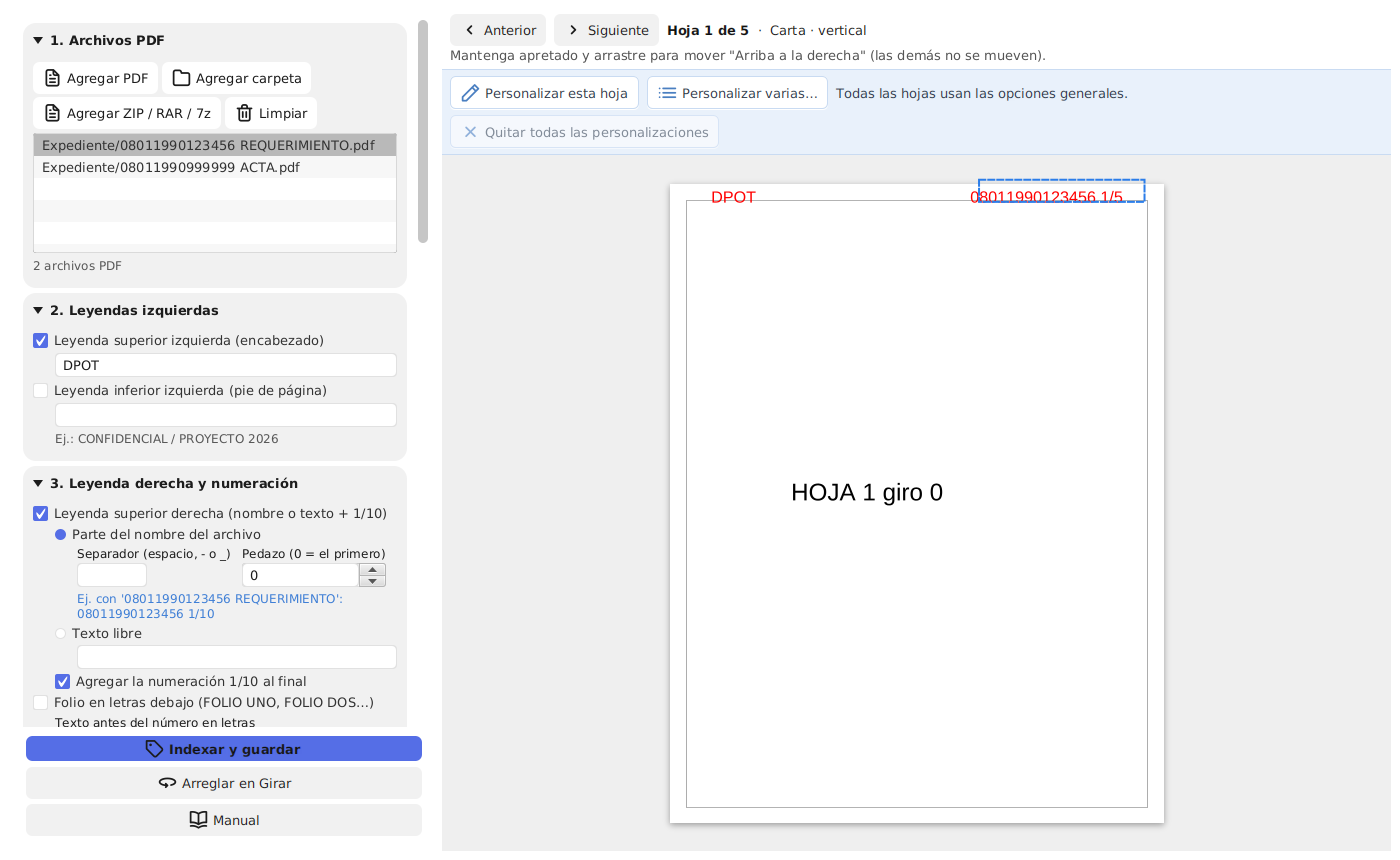 1. Archivos PDF
Agregar PDF
Agregar carpeta
Agregar ZIP / RAR / 7z
Limpiar
Expediente/08011990123456 REQUERIMIENTO.pdf
Expediente/08011990999999 ACTA.pdf
2 archivos PDF
2. Leyendas izquierdas
Leyenda superior izquierda (encabezado)
DPOT
Leyenda inferior izquierda (pie de página)
Ej.: CONFIDENCIAL / PROYECTO 2026
3. Leyenda derecha y numeración
Leyenda superior derecha (nombre o texto + 1/10)
Parte del nombre del archivo
Separador (espacio, - o _)
Pedazo (0 = el primero)
0
Ej. con '08011990123456 REQUERIMIENTO':
08011990123456 1/10
Texto libre
Agregar la numeración 1/10 al final
Folio en letras debajo (FOLIO UNO, FOLIO DOS...)
Texto antes del número en letras
Indexar y guardar
Arreglar en Girar
Manual
Anterior
Siguiente
Hoja 1 de 5 · Carta · vertical
Mantenga apretado y arrastre para mover "Arriba a la derecha" (las demás no se mueven).
Personalizar esta hoja
Personalizar varias...
Todas las hojas usan las opciones generales.
Quitar todas las personalizaciones
DPOT
08011990123456 1/5
HOJA 1 giro 0